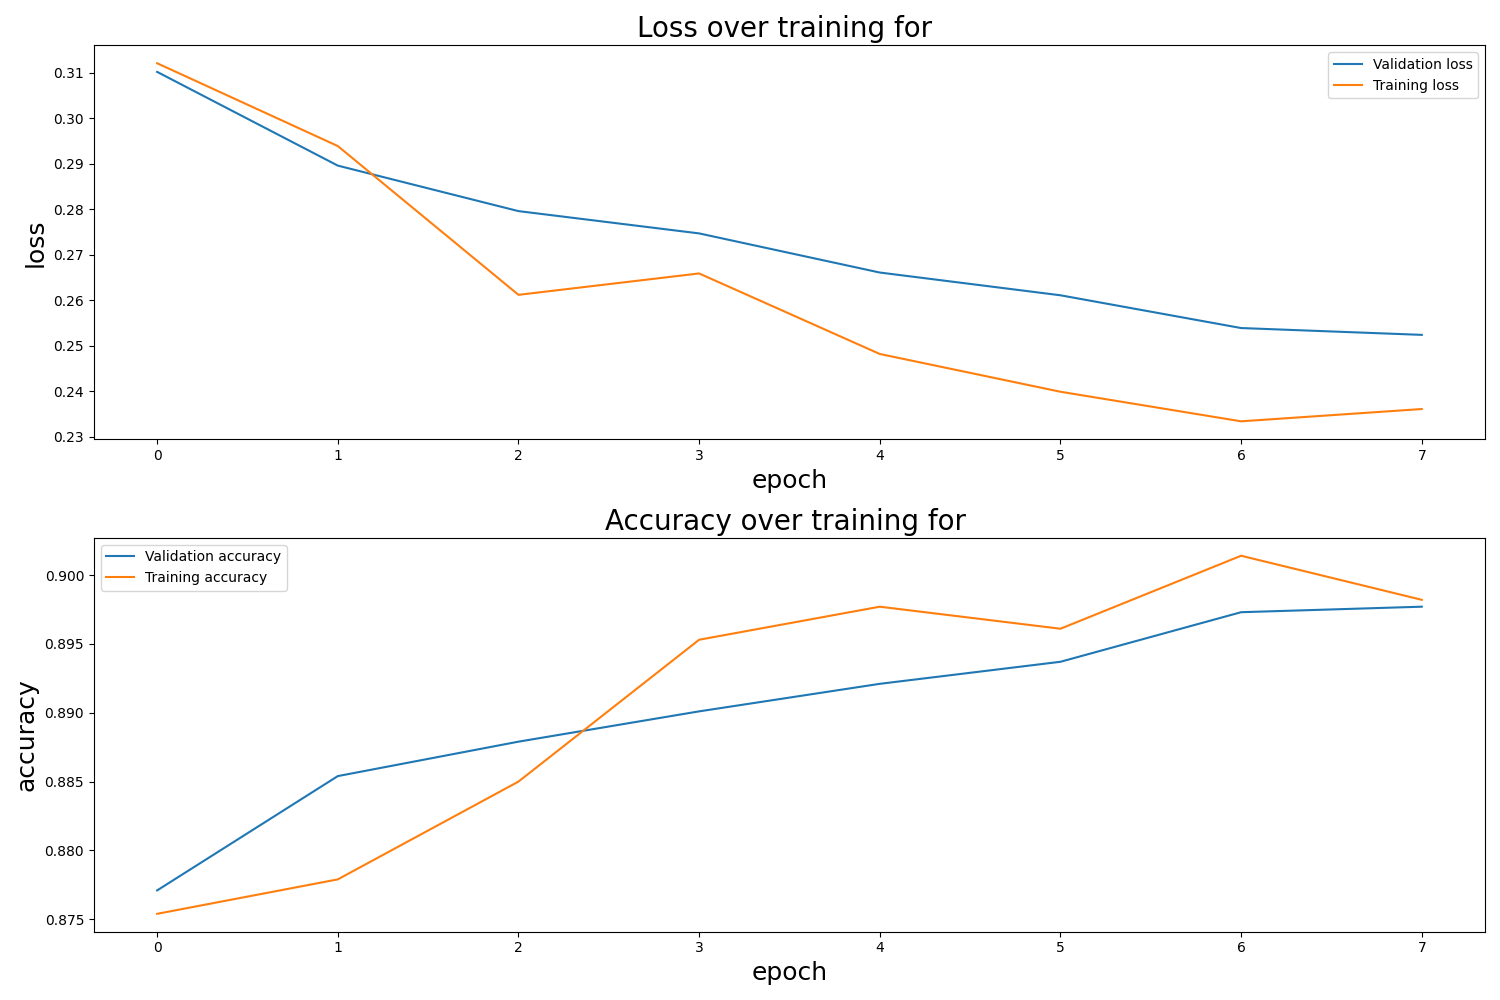 Loss over training for
Validation loss
Training loss
0.31
0.30
0.29
0.28
0.27
0.26
0.25
0.24
0.23
loss
0 1 2 3 4 5 6 7
epoch
Accuracy over training for
Validation accuracy
Training accuracy
0.900
0.895
0.890
0.885
0.880
0.875
accuracy
0 1 2 3 4 5 6 7
epoch